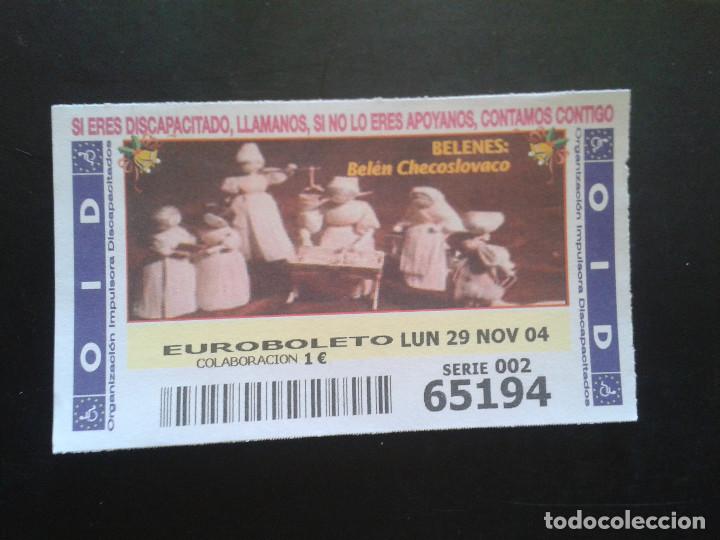 SI ERES DISCAPACITADO, LLAMANOS, SI NO LO ERES APOYANOS, CONTAMOS CONTIGO
BELENES:
Belén Checoslovaco
OID
Organización Impulsora Discapacitados
OID
Organización Impulsora Discapacitados
EUROBOLETO LUN 29 NOV 04
COLABORACION 1 €
SERIE 002
65194
todocoleccion.net